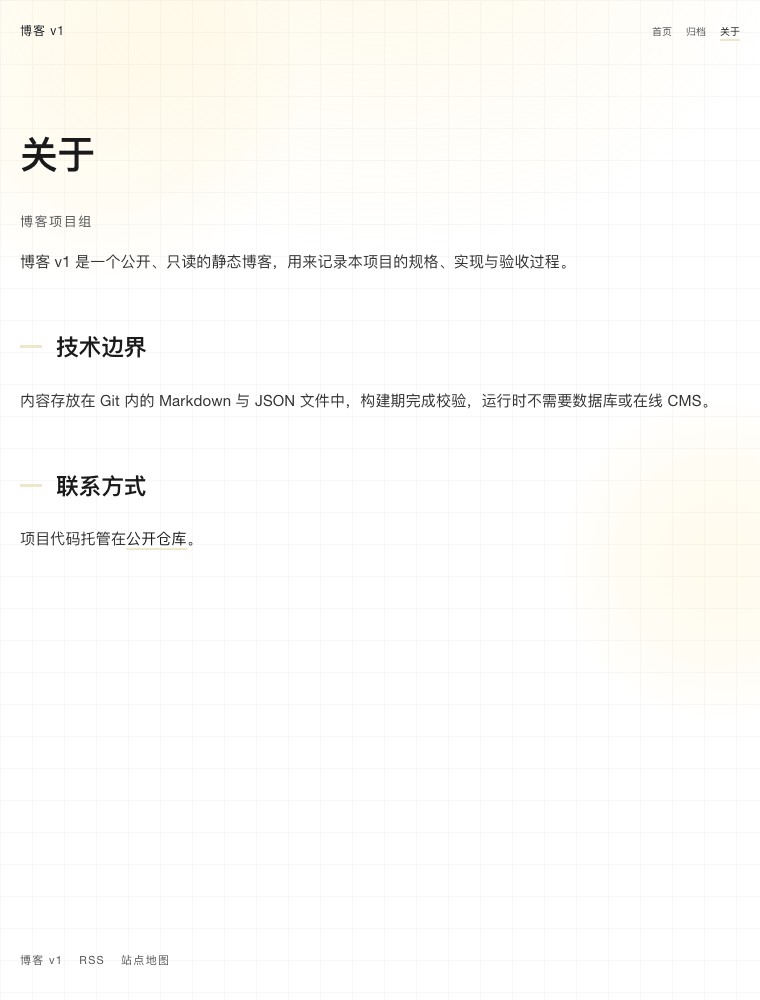 博客 v1
首页 归档 关于
关于
博客项目组
博客 v1 是一个公开、只读的静态博客，用来记录本项目的规格、实现与验收过程。
技术边界
内容存放在 Git 内的 Markdown 与 JSON 文件中，构建期完成校验，运行时不需要数据库或在线 CMS。
联系方式
项目代码托管在公开仓库。
博客 v1 RSS 站点地图